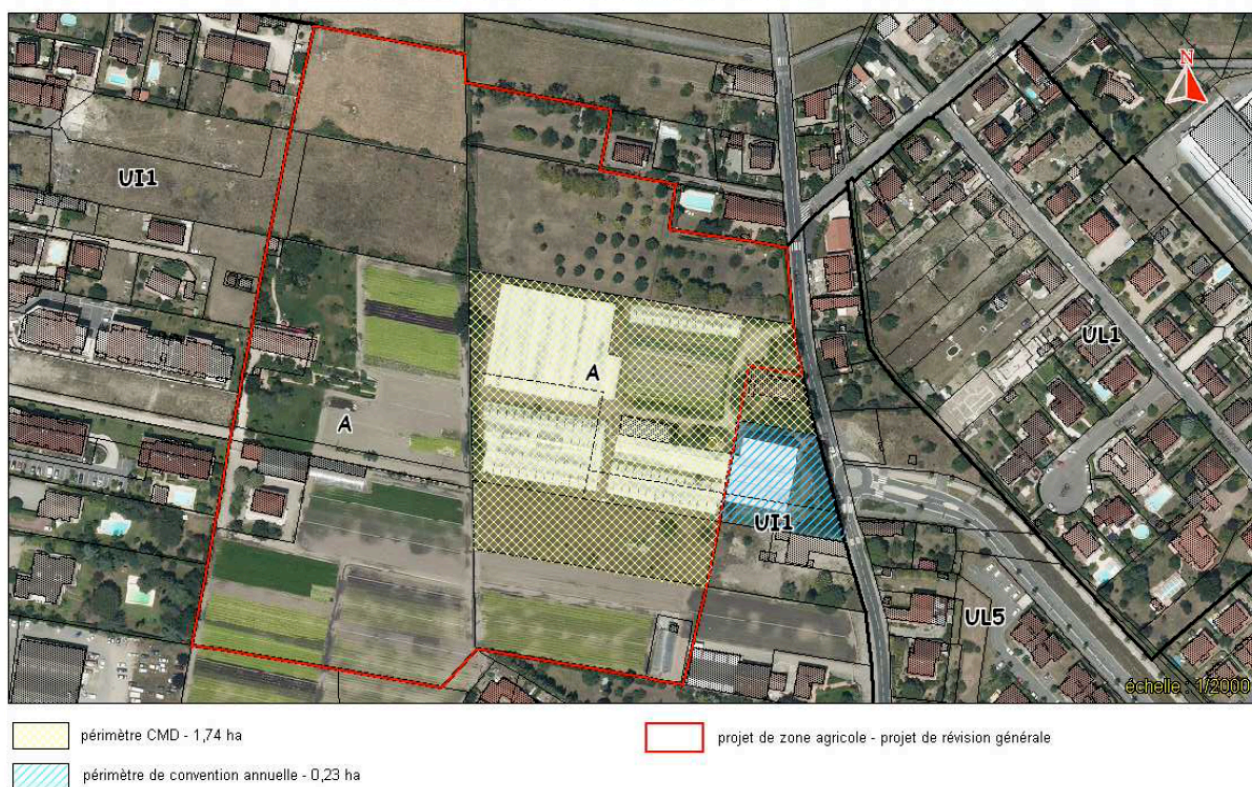 N
UI1
UL1
A
A
UI1
UL5
échelle : 1/2000
périmètre CMD - 1,74 ha
projet de zone agricole - projet de révision générale
périmètre de convention annuelle - 0,23 ha